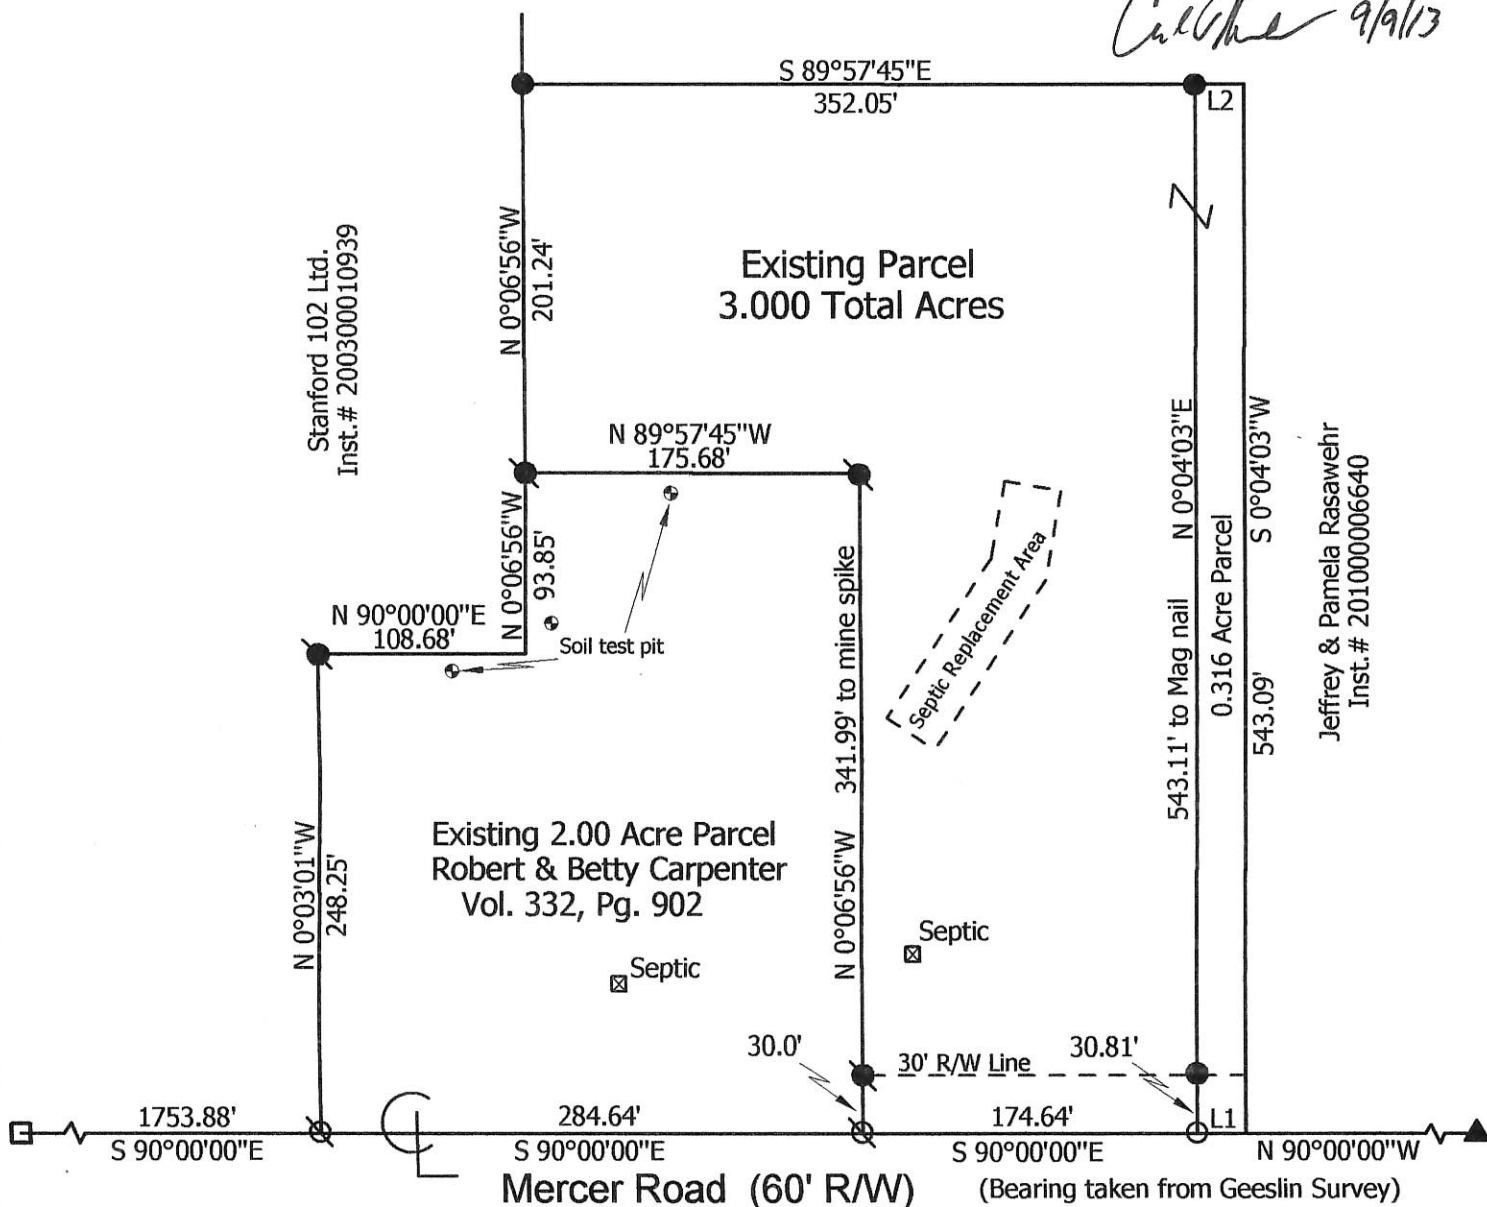 9/9/13
S 89°57'45"E
352.05'
L2
N 0°06'56"W
201.24'
Stanford 102 Ltd.
Inst.# 200300010939
Existing Parcel
3.000 Total Acres
N 89°57'45"W
175.68'
N 0°06'56"W
93.85'
N 90°00'00"E
108.68'
Soil test pit
Septic Replacement Area
N 0°04'03"E
543.11' to Mag nail
0.316 Acre Parcel
S 0°04'03"W
543.09'
Jeffrey & Pamela Rasawehr
Inst.# 201000006640
341.99' to mine spike
N 0°06'56"W
N 0°03'01"W
248.25'
Existing 2.00 Acre Parcel
Robert & Betty Carpenter
Vol. 332, Pg. 902
Septic
Septic
30.0'
30' R/W Line
30.81'
1753.88'
S 90°00'00"E
284.64'
S 90°00'00"E
174.64'
S 90°00'00"E
L1
N 90°00'00"W
Mercer Road (60' R/W)
(Bearing taken from Geeslin Survey)